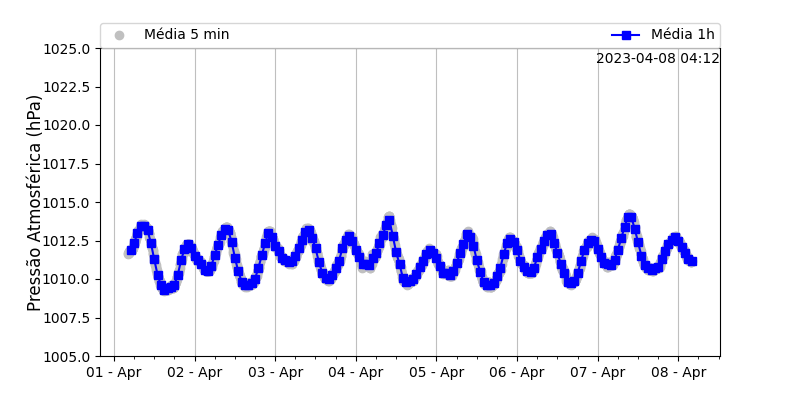 Média 5 min
Média 1h
2023-04-08 04:12
Pressão Atmosférica (hPa)
1025.0
1022.5
1020.0
1017.5
1015.0
1012.5
1010.0
1007.5
1005.0
01 - Apr
02 - Apr
03 - Apr
04 - Apr
05 - Apr
06 - Apr
07 - Apr
08 - Apr